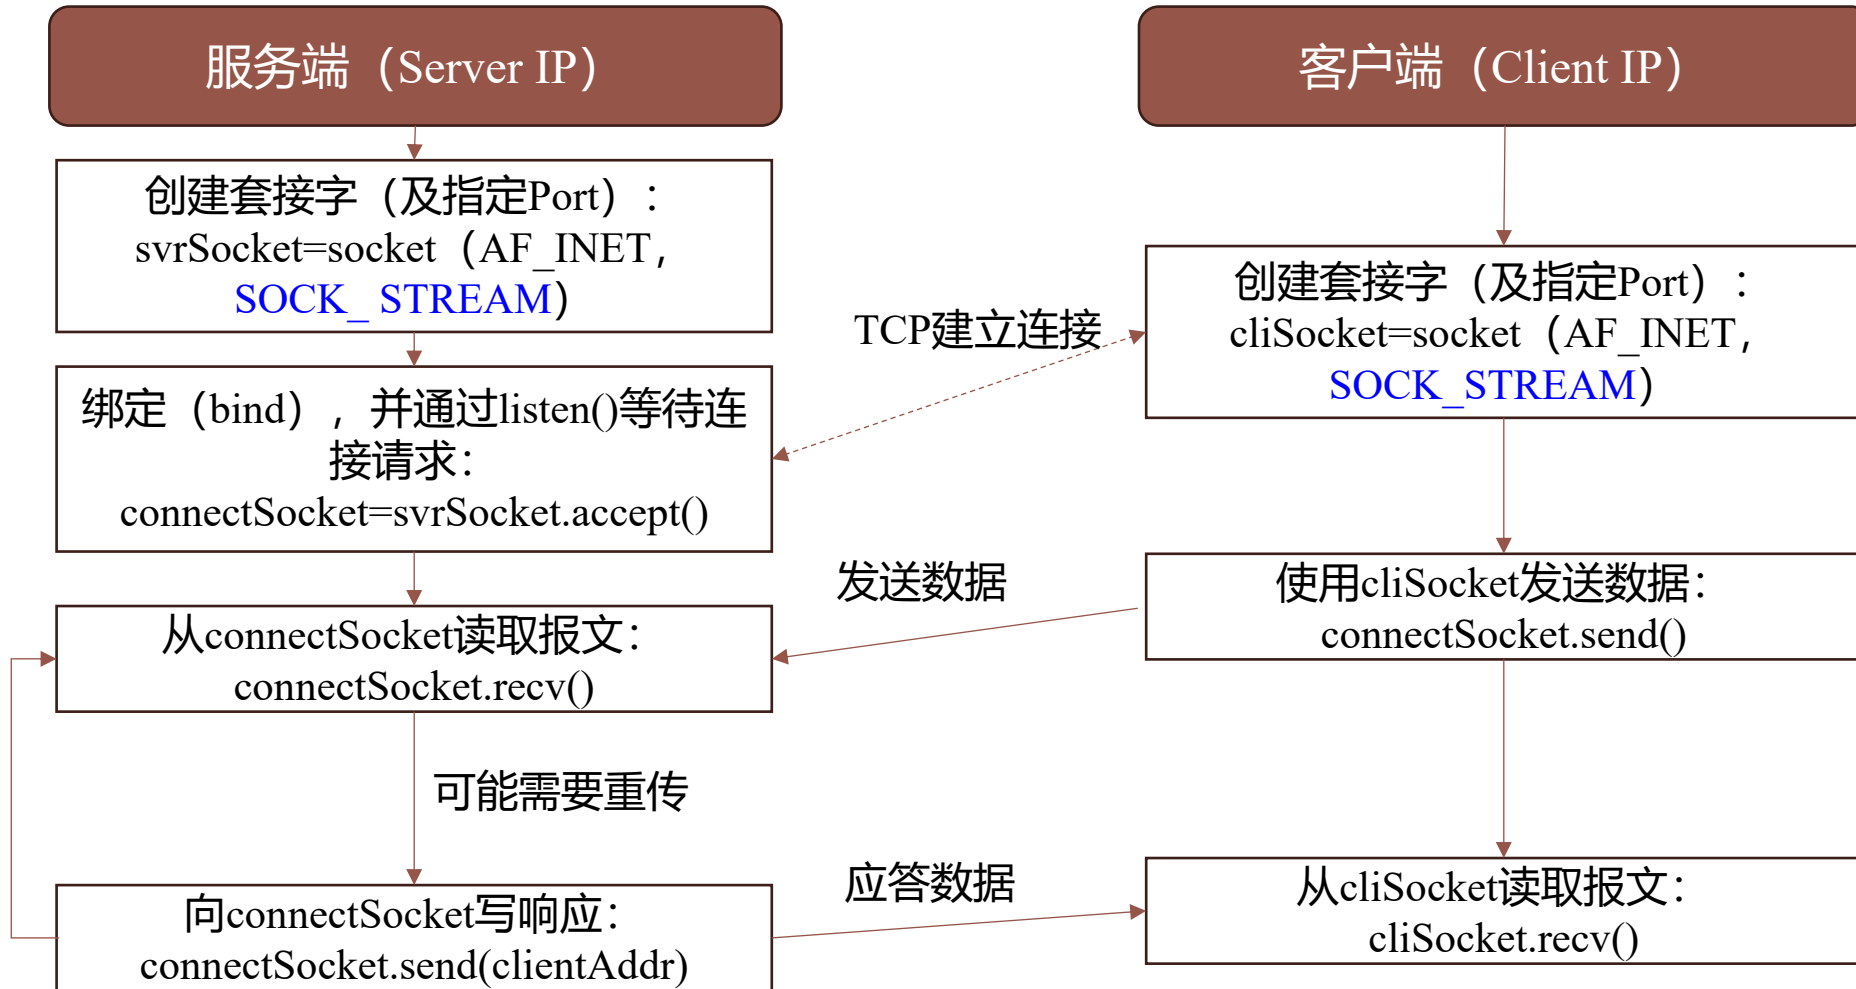 服务端（Server IP）
客户端（Client IP）
创建套接字（及指定Port）：
svrSocket=socket（AF_INET，
SOCK_ STREAM）
创建套接字（及指定Port）：
cliSocket=socket（AF_INET，
SOCK_STREAM）
TCP建立连接
绑定（bind），并通过listen()等待连
接请求：
connectSocket=svrSocket.accept()
发送数据
使用cliSocket发送数据：
connectSocket.send()
从connectSocket读取报文：
connectSocket.recv()
可能需要重传
应答数据
从cliSocket读取报文：
cliSocket.recv()
向connectSocket写响应：
connectSocket.send(clientAddr)